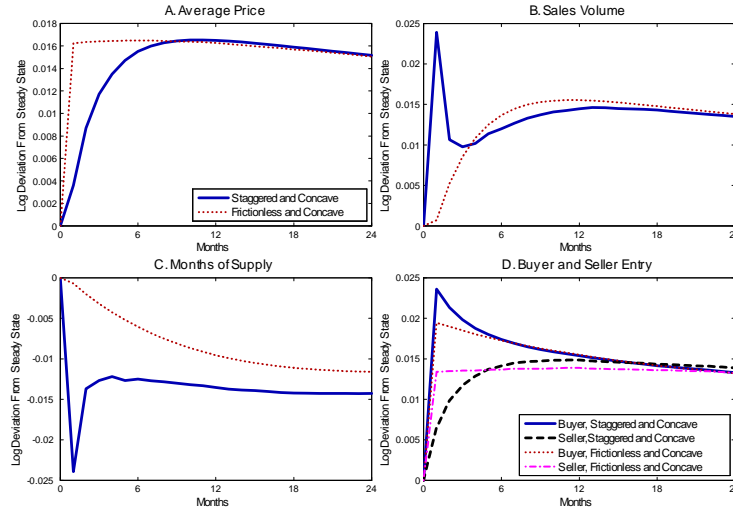 A. Average Price
Log Deviation From Steady State
0.018
0.016
0.014
0.012
0.01
0.008
0.006
0.004
0.002
0
0
6
12
18
24
Months
Staggered and Concave
Frictionless and Concave
B. Sales Volume
Log Deviation From Steady State
0.025
0.02
0.015
0.01
0.005
0
0
6
12
18
24
Months
C. Months of Supply
Log Deviation From Steady State
0
-0.005
-0.01
-0.015
-0.02
-0.025
0
6
12
18
24
Months
D. Buyer and Seller Entry
Log Deviation From Steady State
0.025
0.02
0.015
0.01
0.005
0
0
6
12
18
24
Months
Buyer, Staggered and Concave
Seller,Staggered and Concave
Buyer, Frictionless and Concave
Seller, Frictionless and Concave